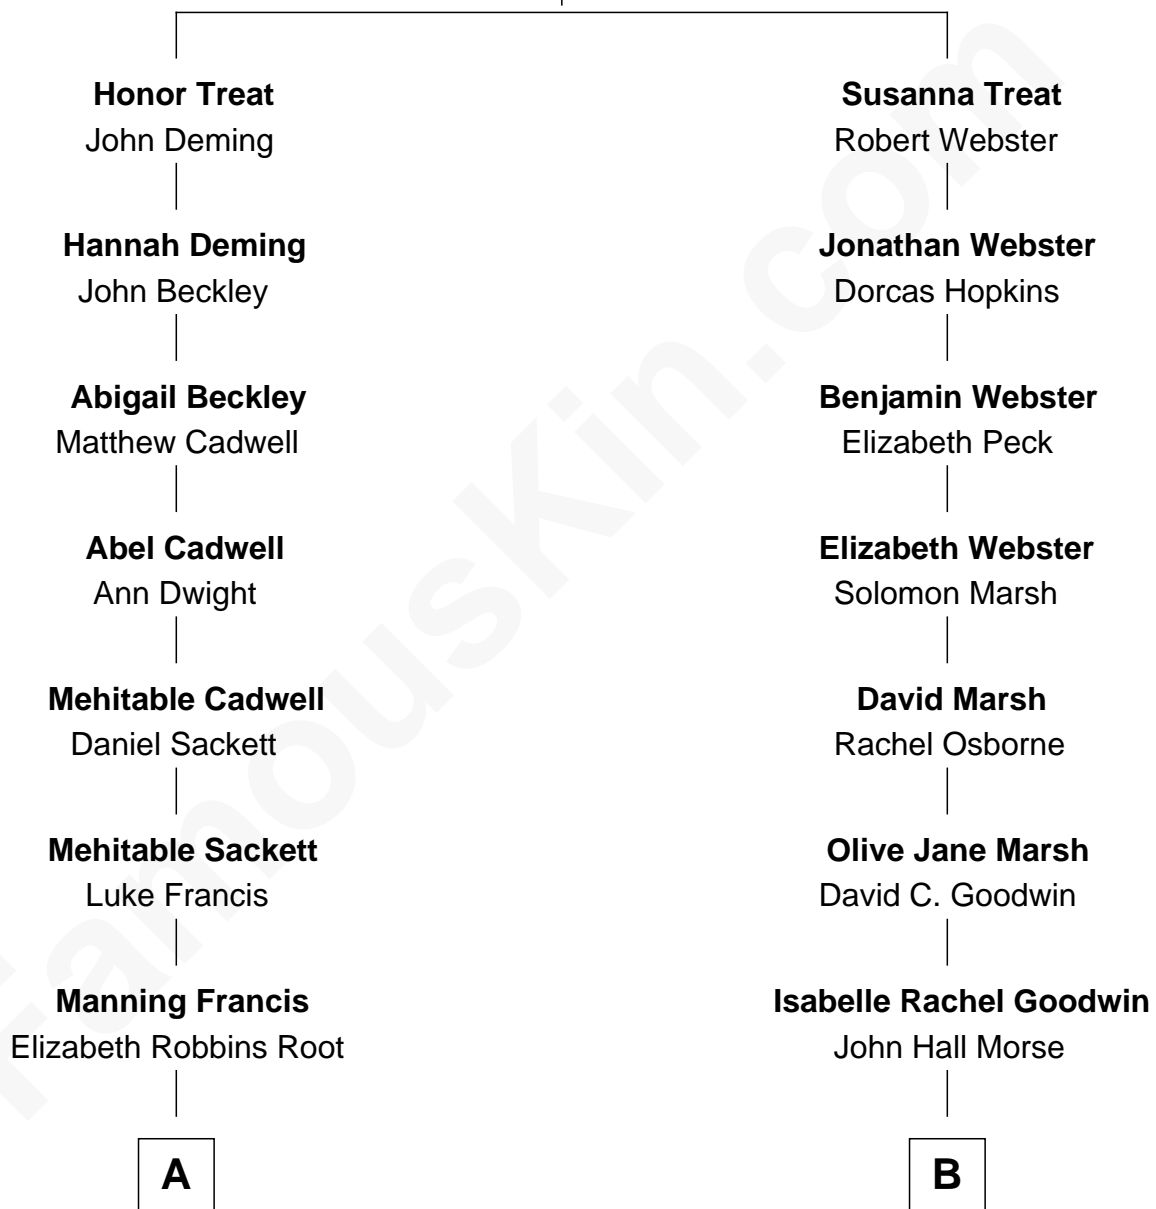 Honor Treat
John Deming
Hannah Deming
John Beckley
Abigail Beckley
Matthew Cadwell
Abel Cadwell
Ann Dwight
Mehitable Cadwell
Daniel Sackett
Mehitable Sackett
Luke Francis
Manning Francis
Elizabeth Robbins Root
A
Susanna Treat
Robert Webster
Jonathan Webster
Dorcas Hopkins
Benjamin Webster
Elizabeth Peck
Elizabeth Webster
Solomon Marsh
David Marsh
Rachel Osborne
Olive Jane Marsh
David C. Goodwin
Isabelle Rachel Goodwin
John Hall Morse
B
FamousKin.com